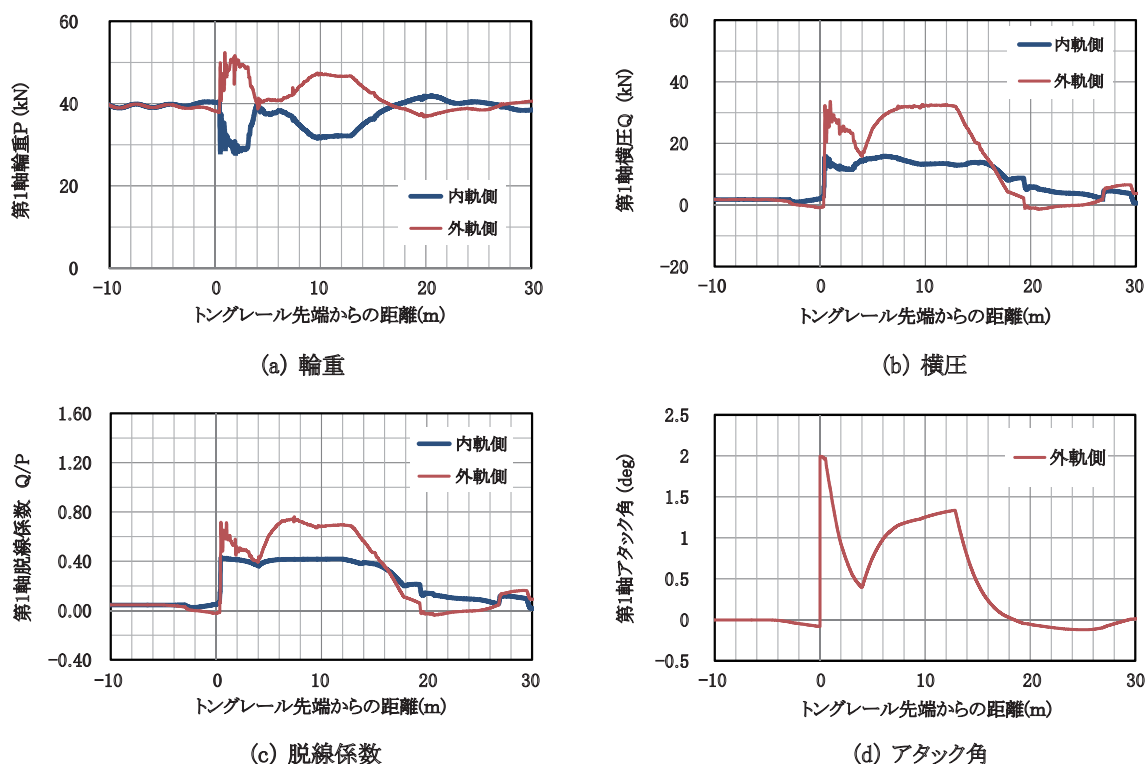 60
40
20
0
−10
0
10
20
30
第1軸輪重P (kN)
内軌側
外軌側
トングレール先端からの距離(m)
(a) 輪重
60
40
20
0
−20
−10
0
10
20
30
第1軸横圧Q (kN)
内軌側
外軌側
トングレール先端からの距離(m)
(b) 横圧
1.60
1.20
0.80
0.40
0.00
−0.40
−10
0
10
20
30
第1軸脱線係数 Q/P
内軌側
外軌側
トングレール先端からの距離(m)
(c) 脱線係数
2.5
2
1.5
1
0.5
0
−0.5
−10
0
10
20
30
第1軸アタック角 (deg)
外軌側
トングレール先端からの距離(m)
(d) アタック角